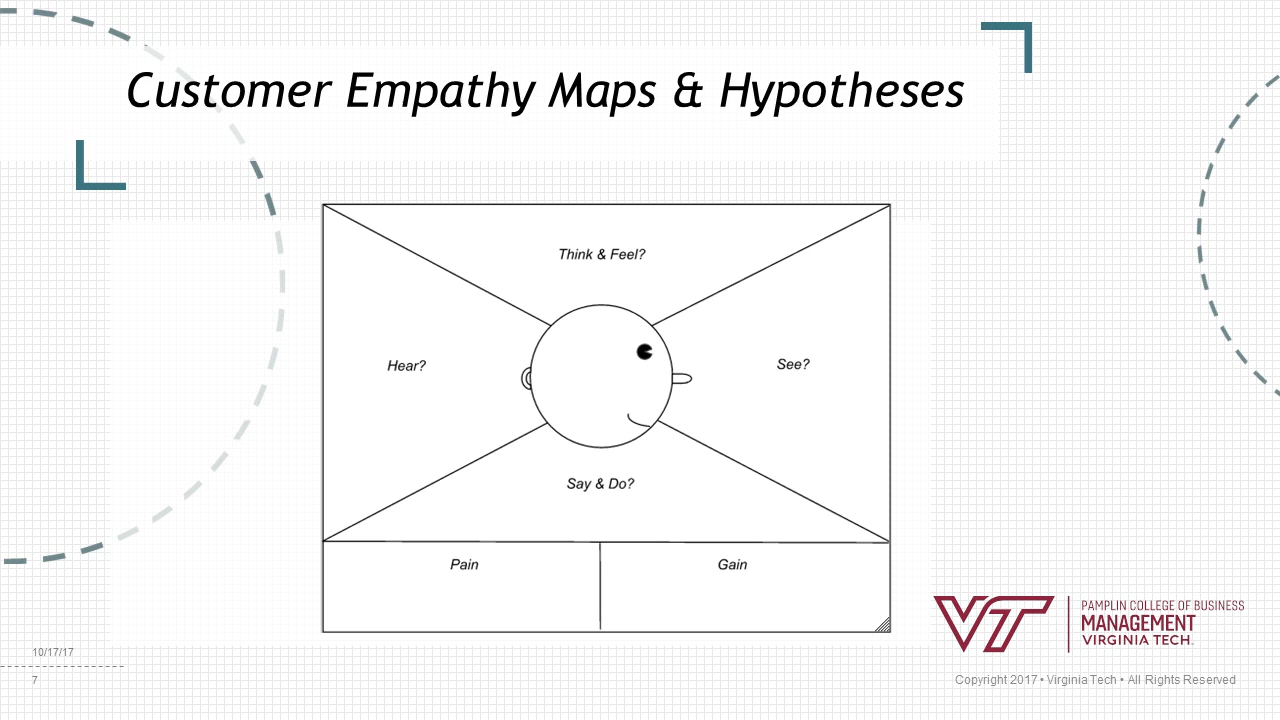 Customer Empathy Maps & Hypotheses
Think & Feel?
Hear?
See?
Say & Do?
Pain
Gain
VT
PAMPLIN COLLEGE OF BUSINESS
MANAGEMENT
VIRGINIA TECH.
10/17/17
7
Copyright 2017 • Virginia Tech • All Rights Reserved